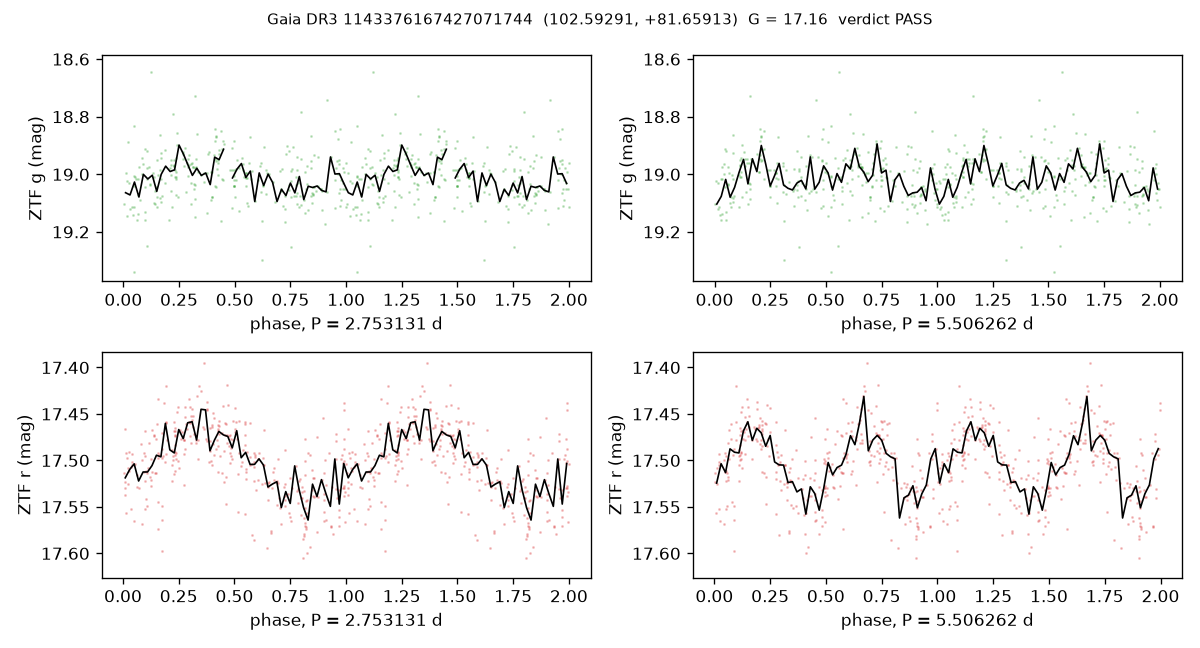 Gaia DR3 1143376167427071744  (102.59291, +81.65913)  G = 17.16  verdict PASS
18.6
18.8
19.0
19.2
ZTF g (mag)
0.00 0.25 0.50 0.75 1.00 1.25 1.50 1.75 2.00
phase, P = 2.753131 d
18.6
18.8
19.0
19.2
ZTF g (mag)
0.00 0.25 0.50 0.75 1.00 1.25 1.50 1.75 2.00
phase, P = 5.506262 d
17.40
17.45
17.50
17.55
17.60
ZTF r (mag)
0.00 0.25 0.50 0.75 1.00 1.25 1.50 1.75 2.00
phase, P = 2.753131 d
17.40
17.45
17.50
17.55
17.60
ZTF r (mag)
0.00 0.25 0.50 0.75 1.00 1.25 1.50 1.75 2.00
phase, P = 5.506262 d